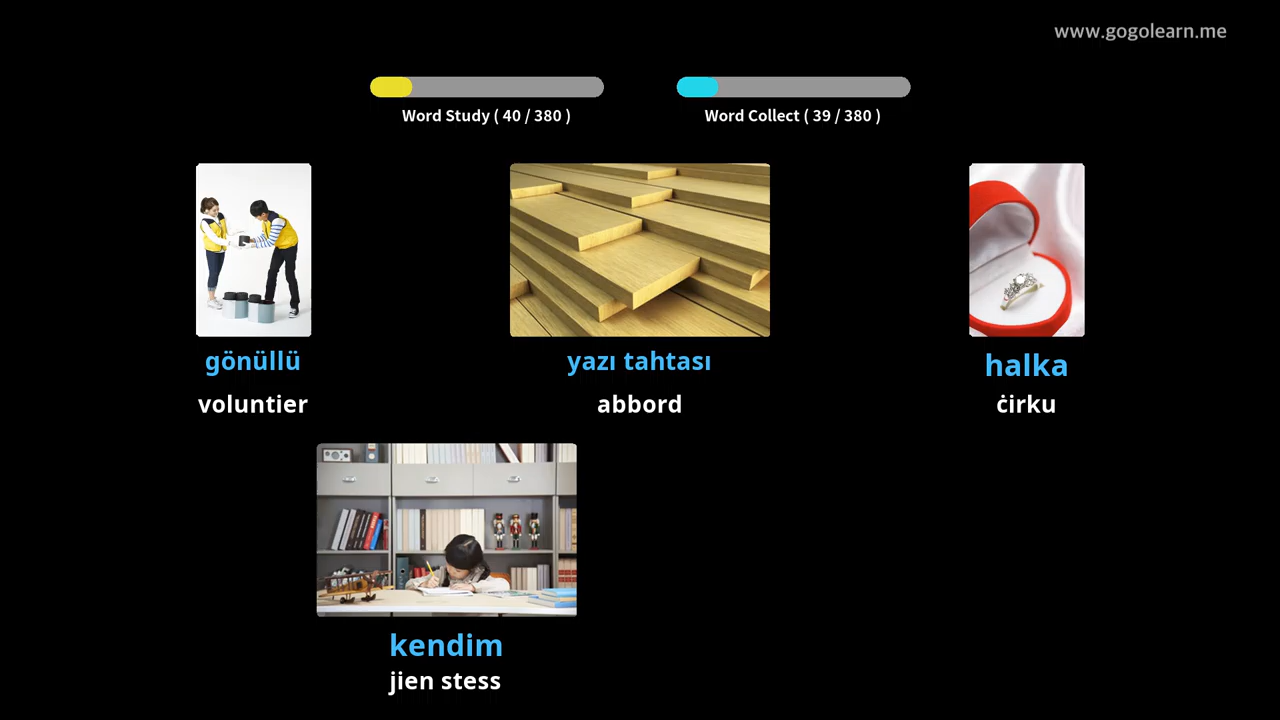 www.gogolearn.me
Word Study ( 40 / 380 )
Word Collect ( 39 / 380 )
gönüllü
voluntier
yazı tahtası
abbord
halka
ċirku
kendim
jien stess